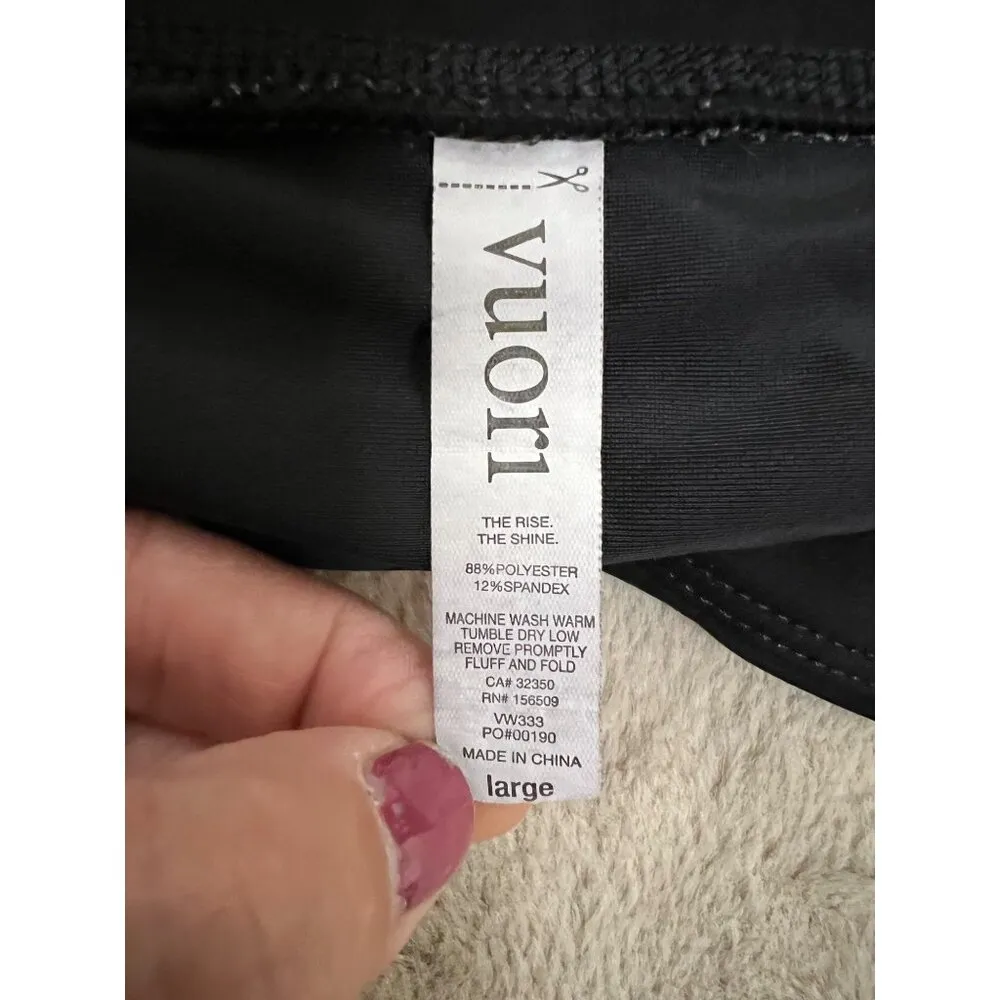 vuori
THE RISE.
THE SHINE.
88%POLYESTER
12%SPANDEX
MACHINE WASH WARM
TUMBLE DRY LOW
REMOVE PROMPTLY
FLUFF AND FOLD
CA# 32350
RN# 156509
VW333
PO#00190
MADE IN CHINA
large